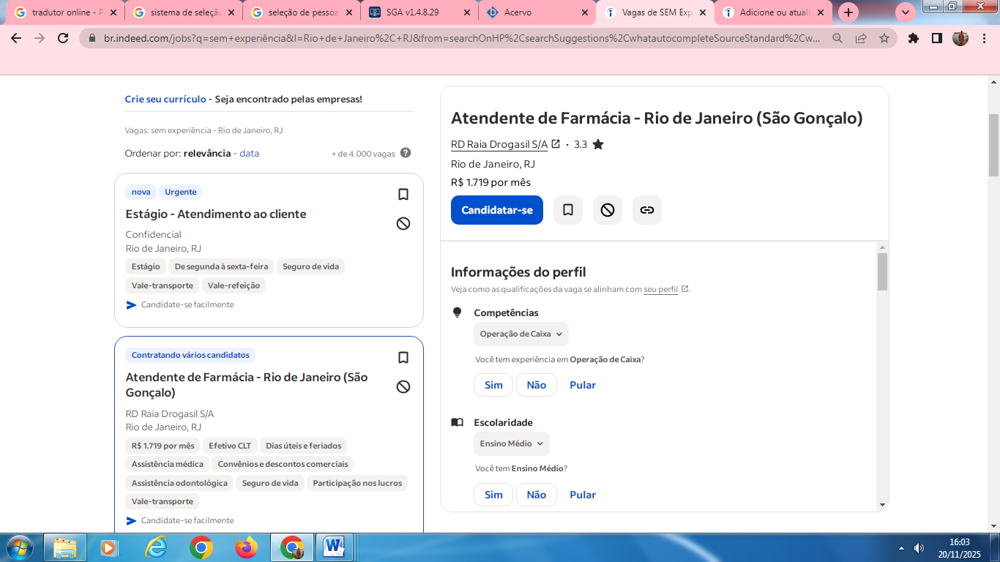 tradutor online - P
sistema de seleçã
seleção de pessoa
SGA v1.4.8.29
Acervo
Vagas de SEM Exp
Adicione ou atuali
br.indeed.com/jobs?q=sem+experiência&l=Rio+de+Janeiro%2C+RJ&from=searchOnHP%2CsearchSuggestions%2CwhatautocompleteSourceStandard%2Cw...
Crie seu currículo - Seja encontrado pelas empresas!
Vagas: sem experiência - Rio de Janeiro, RJ
Ordenar por: relevância - data
+ de 4.000 vagas
nova
Urgente
Estágio - Atendimento ao cliente
Confidencial
Rio de Janeiro, RJ
Estágio
De segunda à sexta-feira
Seguro de vida
Vale-transporte
Vale-refeição
Candidate-se facilmente
Contratando vários candidatos
Atendente de Farmácia - Rio de Janeiro (São
Gonçalo)
RD Raia Drogasil S/A
Rio de Janeiro, RJ
R$ 1.719 por mês
Efetivo CLT
Dias úteis e feriados
Assistência médica
Convênios e descontos comerciais
Assistência odontológica
Seguro de vida
Participação nos lucros
Vale-transporte
Candidate-se facilmente
Atendente de Farmácia - Rio de Janeiro (São Gonçalo)
RD Raia Drogasil S/A · 3.3
Rio de Janeiro, RJ
R$ 1.719 por mês
Candidatar-se
Informações do perfil
Veja como as qualificações da vaga se alinham com seu perfil .
Competências
Operação de Caixa
Você tem experiência em Operação de Caixa?
Sim
Não
Pular
Escolaridade
Ensino Médio
Você tem Ensino Médio?
Sim
Não
Pular
16:03
20/11/2025